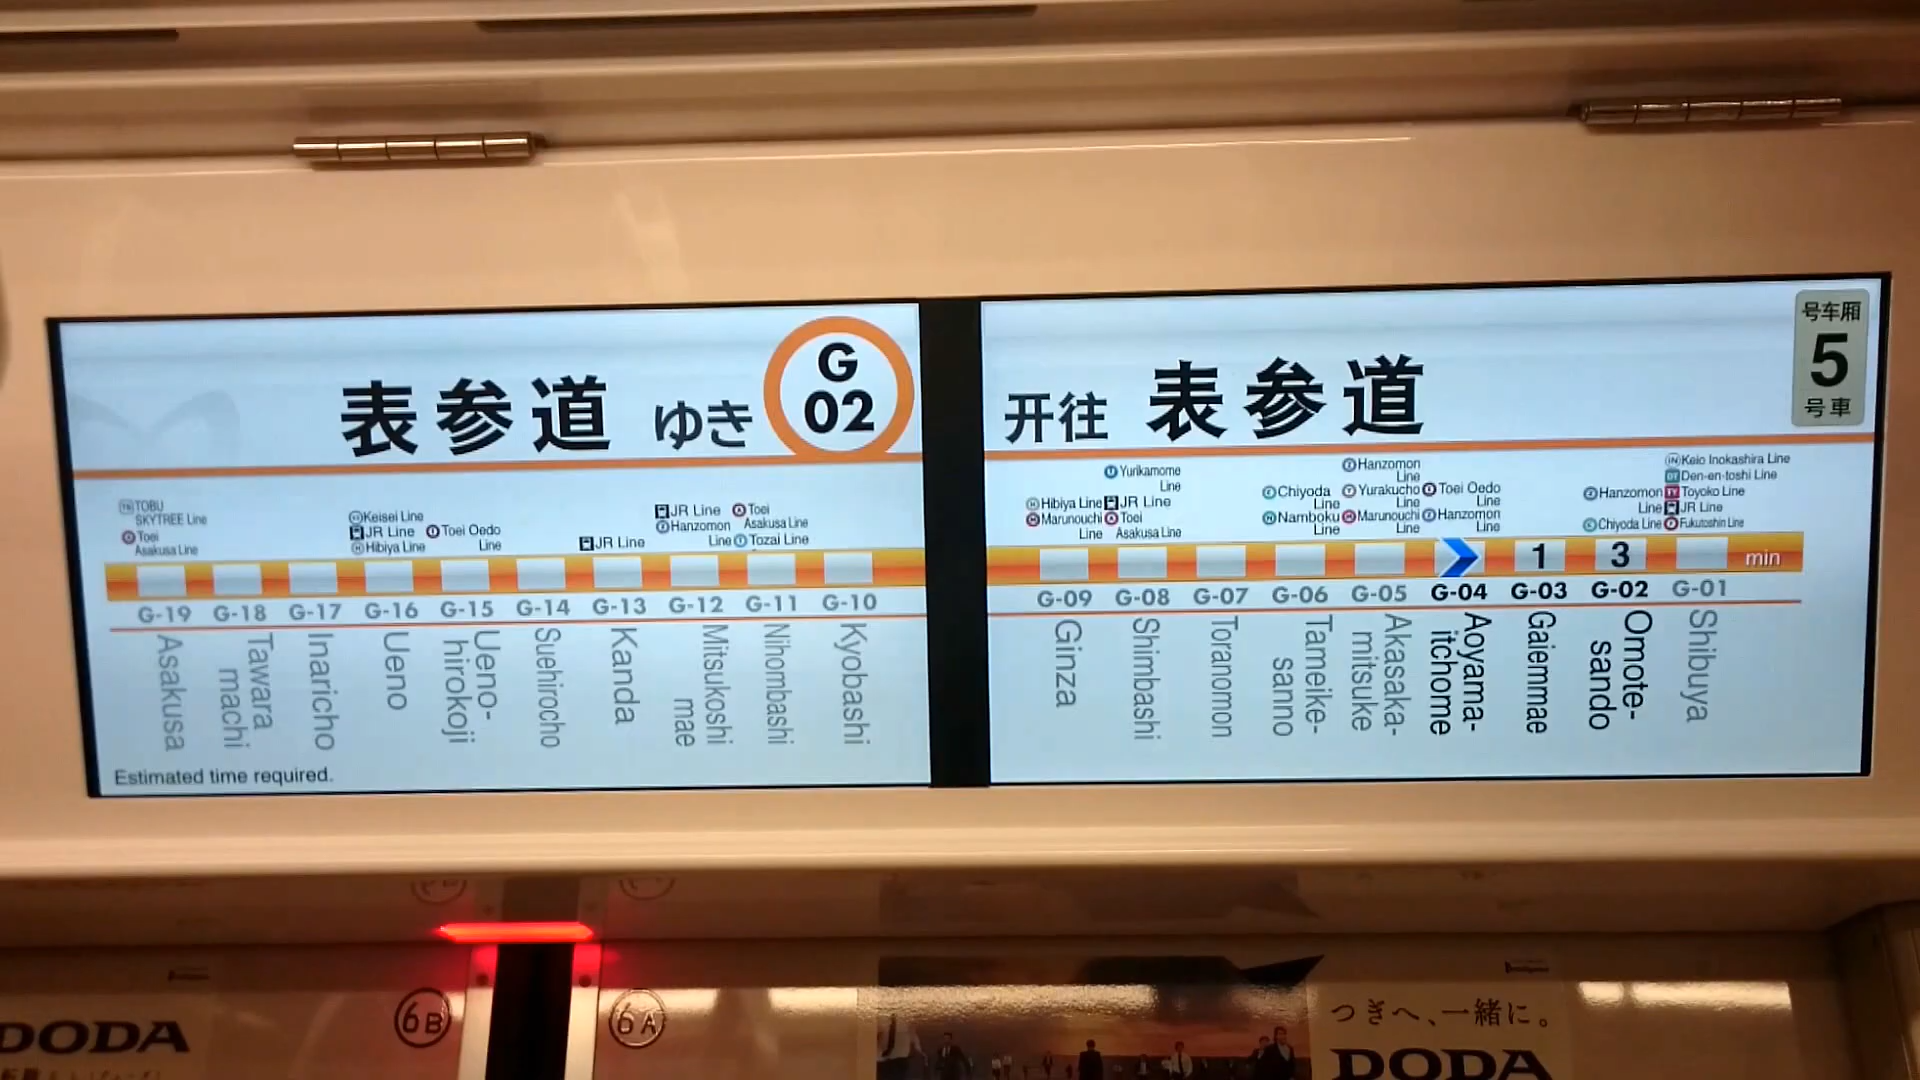 表参道 ゆき
G
02
开往 表参道
号车厢
5
号車
TOBU
SKYTREE Line
Toei
Asakusa Line
Keisei Line
JR Line
Hibiya Line
Toei Oedo
Line
JR Line
JR Line
Hanzomon
Line
Toei
Asakusa Line
Tozai Line
Hibiya Line
Marunouchi
Line
Yurikamome
Line
JR Line
Toei
Asakusa Line
Chiyoda
Line
Namboku
Line
Hanzomon
Line
Yurakucho
Line
Marunouchi
Line
Toei Oedo
Line
Hanzomon
Line
Hanzomon
Line
Chiyoda Line
Keio Inokashira Line
Den-en-toshi Line
Toyoko Line
JR Line
Fukutoshin Line
1 3 min
G-19 G-18 G-17 G-16 G-15 G-14 G-13 G-12 G-11 G-10
G-09 G-08 G-07 G-06 G-05 G-04 G-03 G-02 G-01
Asakusa
Tawara
machi
Inaricho
Ueno
Ueno-
hirokoji
Suehirocho
Kanda
Mitsukoshi
mae
Nihombashi
Kyobashi
Ginza
Shimbashi
Toranomon
Tameike-
sanno
Akasaka-
mitsuke
Aoyama-
itchome
Gaiemmae
Omote-
sando
Shibuya
Estimated time required.
6B
6A
DODA
つぎへ、一緒に。
DODA